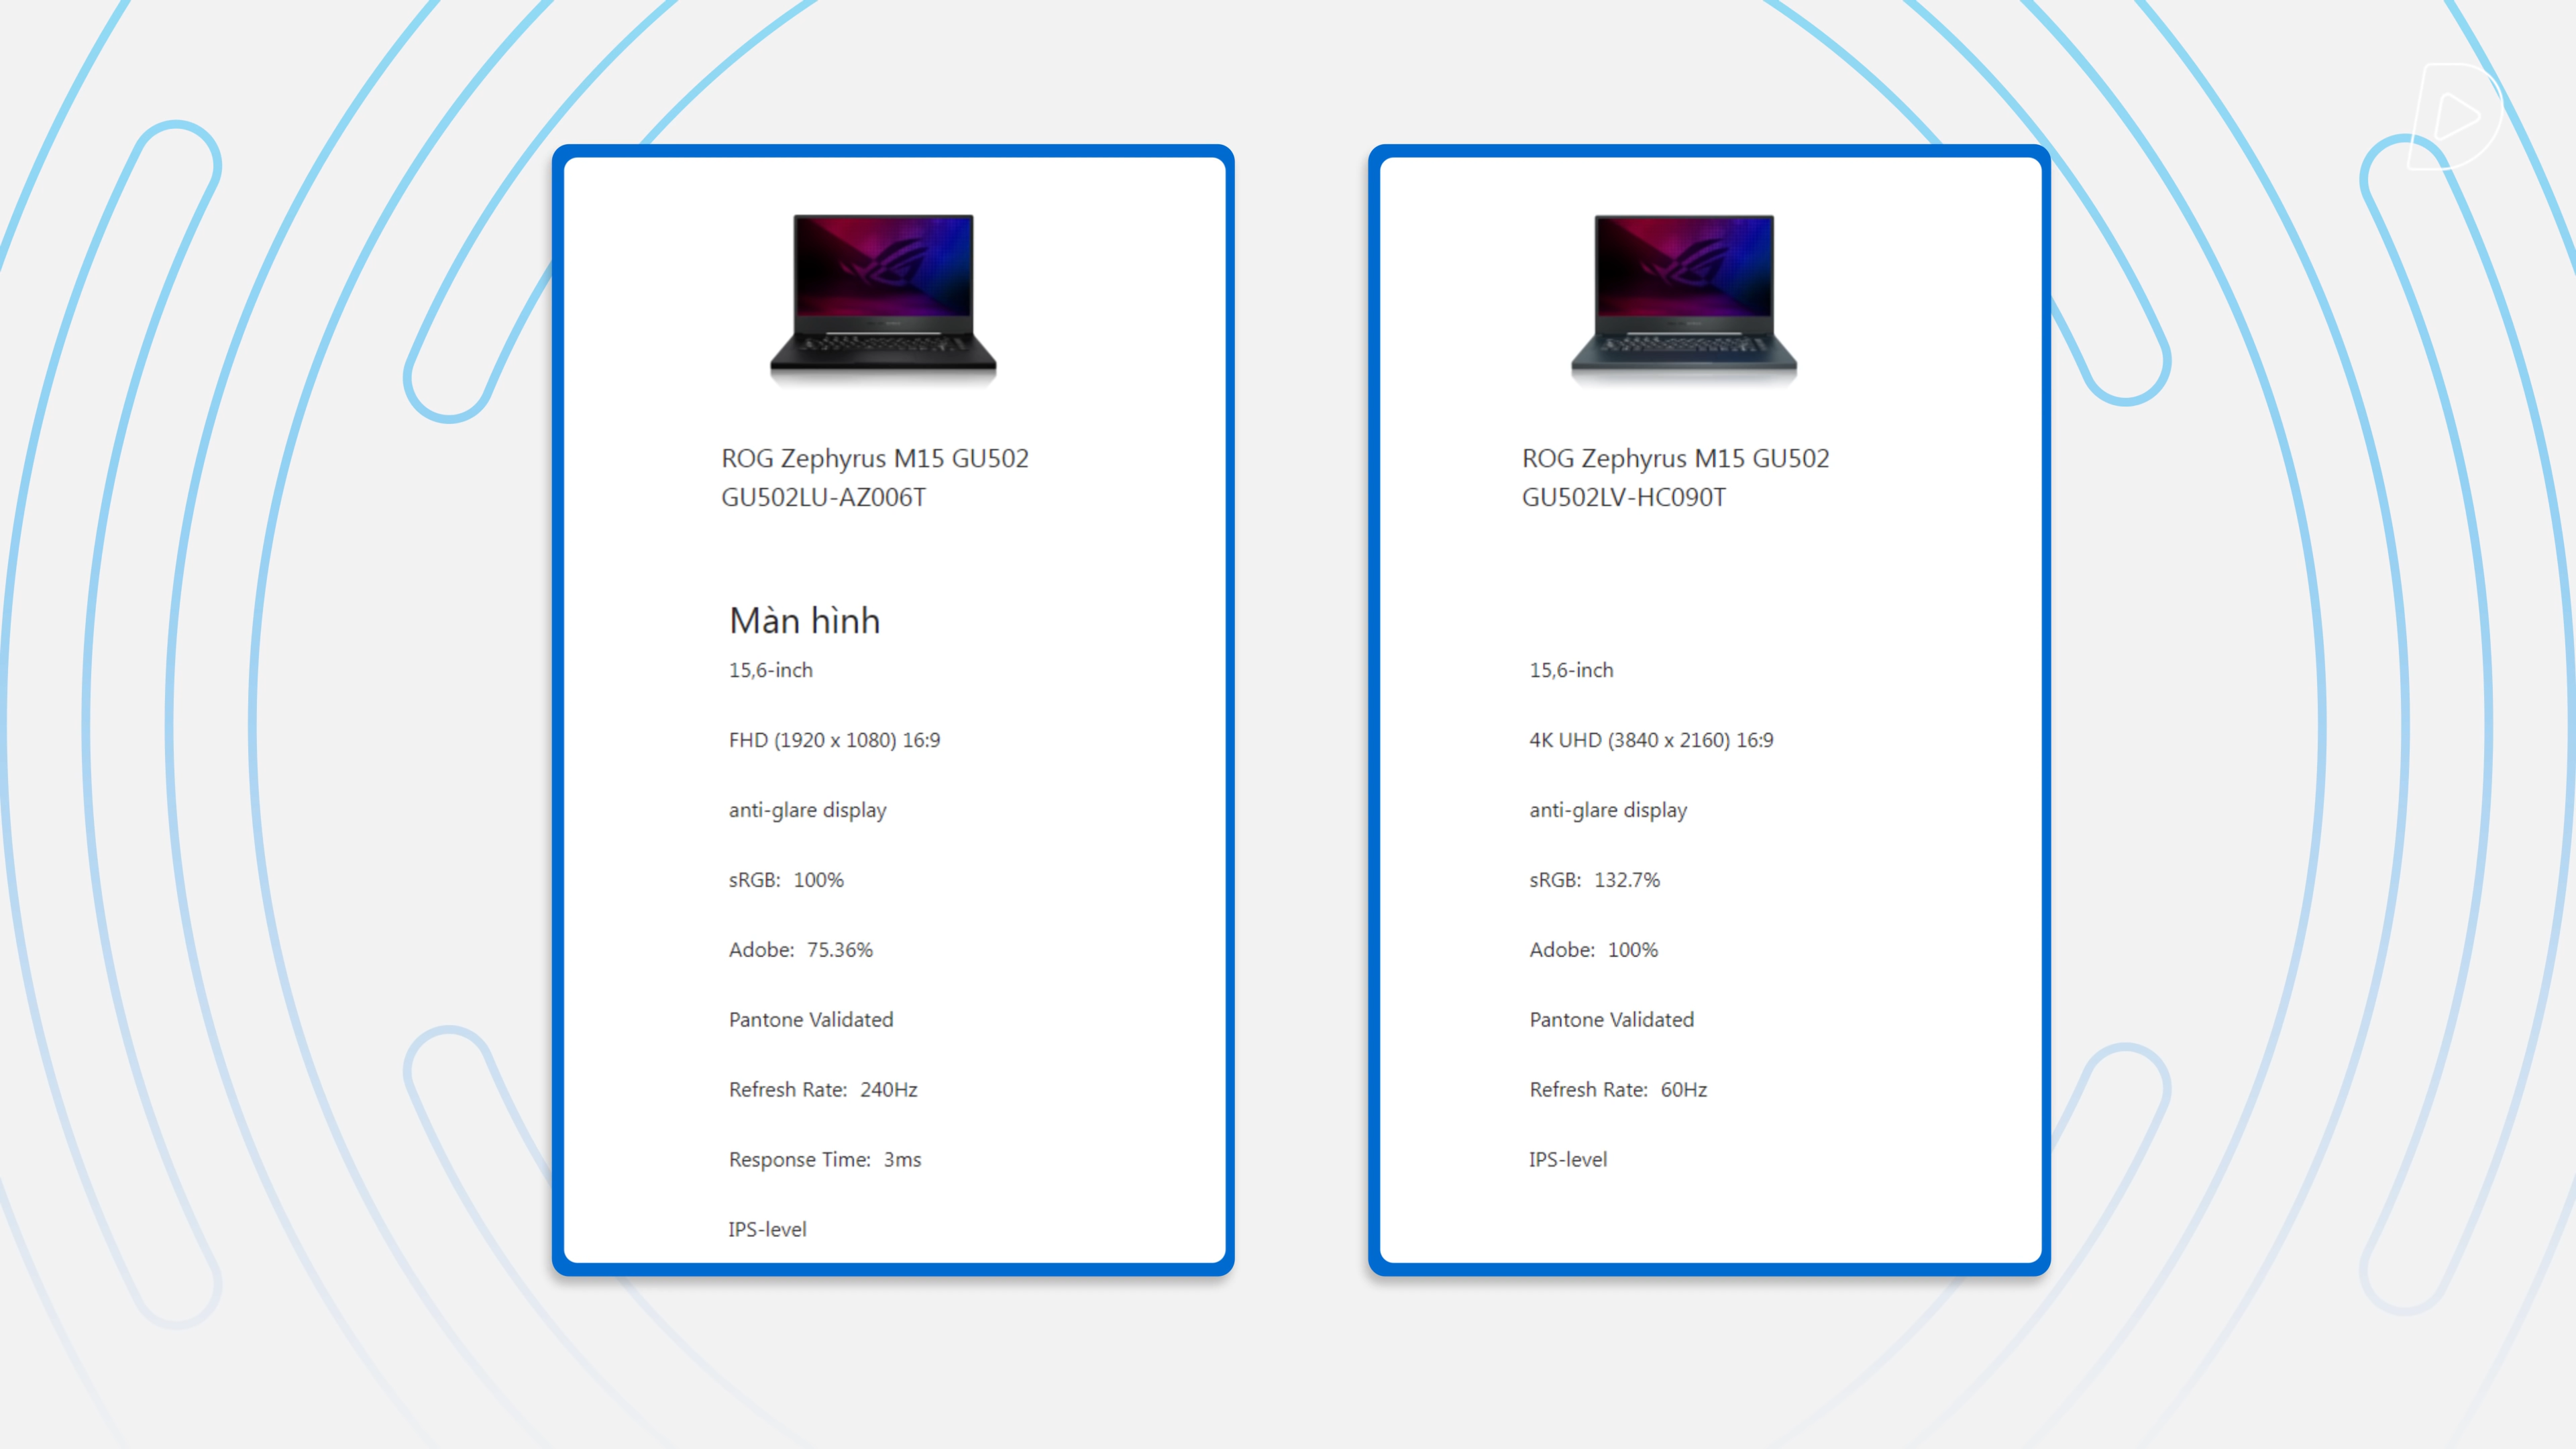 ROG Zephyrus M15 GU502
GU502LU-AZ006T
Màn hình
15,6-inch
FHD (1920 x 1080) 16:9
anti-glare display
sRGB: 100%
Adobe: 75.36%
Pantone Validated
Refresh Rate: 240Hz
Response Time: 3ms
IPS-level
ROG Zephyrus M15 GU502
GU502LV-HC090T
15,6-inch
4K UHD (3840 x 2160) 16:9
anti-glare display
sRGB: 132.7%
Adobe: 100%
Pantone Validated
Refresh Rate: 60Hz
IPS-level